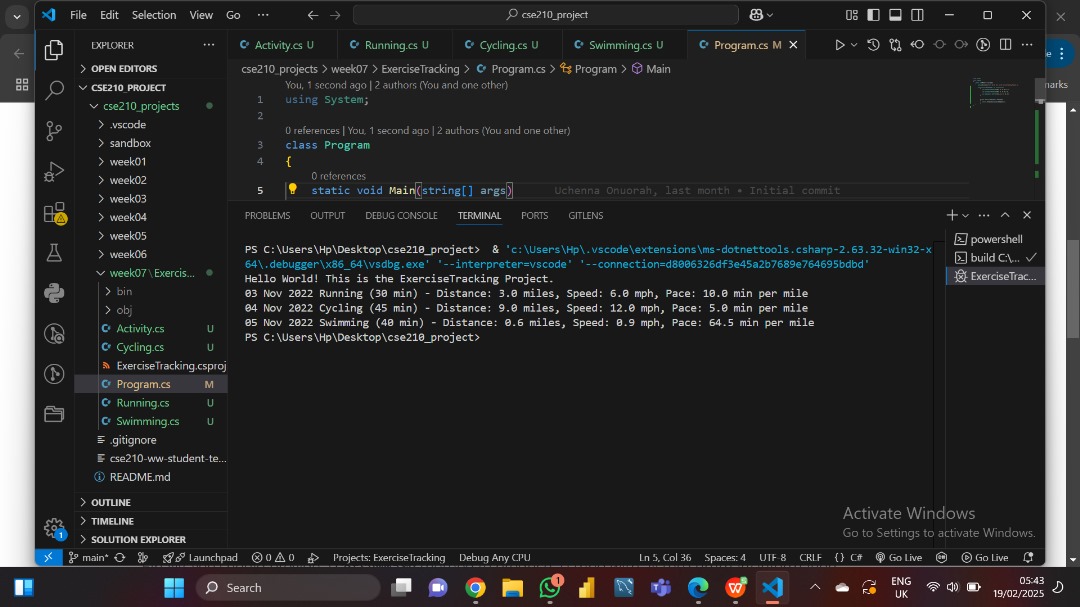 File Edit Selection View Go ··· cse210_project
EXPLORER ···
OPEN EDITORS
CSE210_PROJECT
cse210_projects
.vscode
sandbox
week01
week02
week03
week04
week05
week06
week07\Exercis...
bin
obj
Activity.cs U
Cycling.cs U
ExerciseTracking.csproj
Program.cs M
Running.cs U
Swimming.cs U
.gitignore
cse210-ww-student-te...
README.md
OUTLINE
TIMELINE
SOLUTION EXPLORER
Activity.cs U Running.cs U Cycling.cs U Swimming.cs U Program.cs M
cse210_projects > week07 > ExerciseTracking > Program.cs > Program > Main
You, 1 second ago | 2 authors (You and one other)
1 using System;
2
0 references | You, 1 second ago | 2 authors (You and one other)
3 class Program
4 {
0 references
5 static void Main(string[] args) Uchenna Onuorah, last month • Initial commit
PROBLEMS OUTPUT DEBUG CONSOLE TERMINAL PORTS GITLENS
PS C:\Users\Hp\Desktop\cse210_project> & 'c:\Users\Hp\.vscode\extensions\ms-dotnettools.csharp-2.63.32-win32-x
64\.debugger\x86_64\vsdbg.exe' '--interpreter=vscode' '--connection=d8006326df3e45a2b7689e764695bdbd'
Hello World! This is the ExerciseTracking Project.
03 Nov 2022 Running (30 min) - Distance: 3.0 miles, Speed: 6.0 mph, Pace: 10.0 min per mile
04 Nov 2022 Cycling (45 min) - Distance: 9.0 miles, Speed: 12.0 mph, Pace: 5.0 min per mile
05 Nov 2022 Swimming (40 min) - Distance: 0.6 miles, Speed: 0.9 mph, Pace: 64.5 min per mile
PS C:\Users\Hp\Desktop\cse210_project>
powershell
build C:\...
ExerciseTrac...
Activate Windows
Go to Settings to activate Windows.
1
main* Launchpad 0 0 Projects: ExerciseTracking Debug Any CPU Ln 5, Col 36 Spaces: 4 UTF-8 CRLF {} C# Go Live Go Live
Search
1
ENG
UK
05:43
19/02/2025